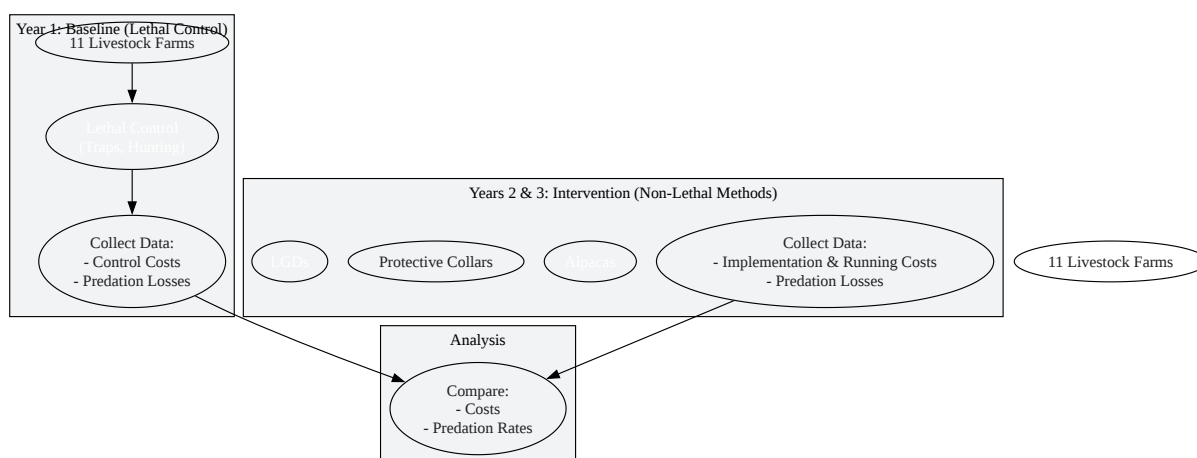 Year 1: Baseline (Lethal Control)
11 Livestock Farms
Lethal Control
(Traps, Hunting)
Collect Data:
- Control Costs
- Predation Losses
Years 2 & 3: Intervention (Non-Lethal Methods)
LGDs
Protective Collars
Alpacas
Collect Data:
- Implementation & Running Costs
- Predation Losses
11 Livestock Farms
Analysis
Compare:
- Costs
- Predation Rates